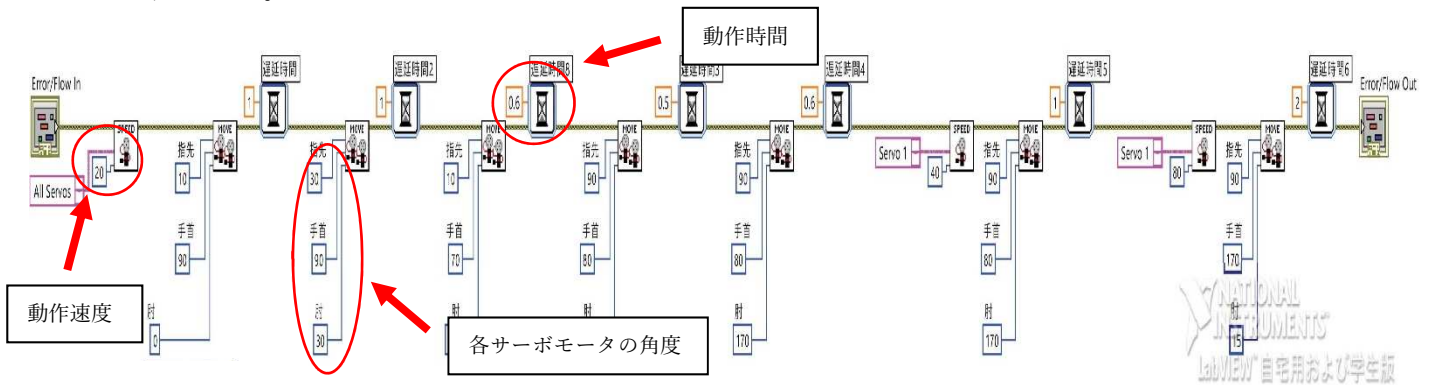 動作時間
遅延時間
遅延時間2
遅延時間8
遅延時間3
遅延時間4
遅延時間5
遅延時間6
Error/Flow In
Error/Flow Out
1
1
0.6
0.5
0.6
1
2
SPEED
MOVE
MOVE
MOVE
MOVE
MOVE
SPEED
MOVE
SPEED
MOVE
20
All Servos
Servo 1
40
Servo 1
80
指先
指先
指先
指先
指先
指先
指先
10
30
10
90
90
90
90
手首
手首
手首
手首
手首
手首
手首
90
90
70
80
80
80
170
肘
肘
肘
肘
肘
0
30
170
170
15
動作速度
各サーボモータの角度
NATIONAL
INSTRUMENTS
LabVIEW 自宅用および学生版